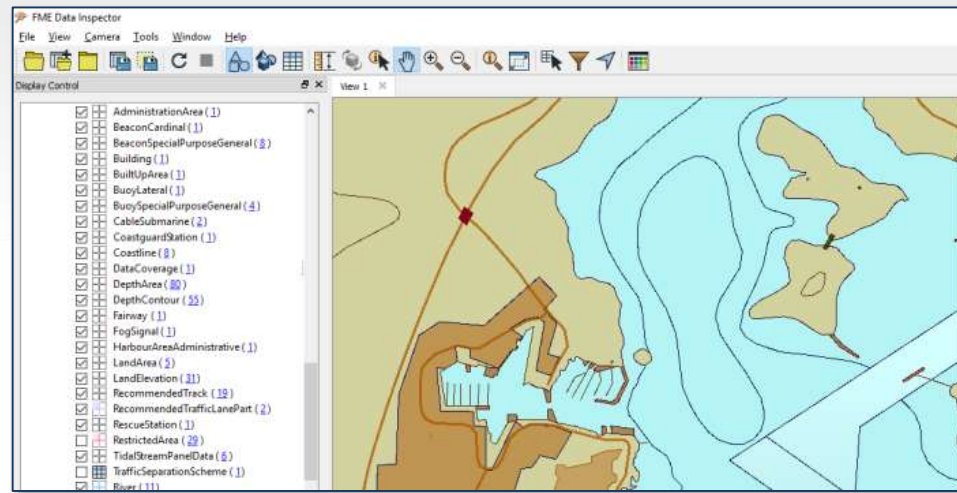 FME Data Inspector
File View Camera Tools Window Help
Display Control
View 1
AdministrationArea (1)
BeaconCardinal (1)
BeaconSpecialPurposeGeneral (8)
Building (1)
BuiltUpArea (1)
BuoyLateral (1)
BuoySpecialPurposeGeneral (4)
CableSubmarine (2)
CoastguardStation (1)
Coastline (8)
DataCoverage (1)
DepthArea (80)
DepthContour (55)
Fairway (1)
FogSignal (1)
HarbourAreaAdministrative (1)
LandArea (5)
LandElevation (31)
RecommendedTrack (19)
RecommendedTrafficLanePart (2)
RescueStation (1)
RestrictedArea (29)
TidalStreamPanelData (6)
TrafficSeparationScheme (1)
River (11)